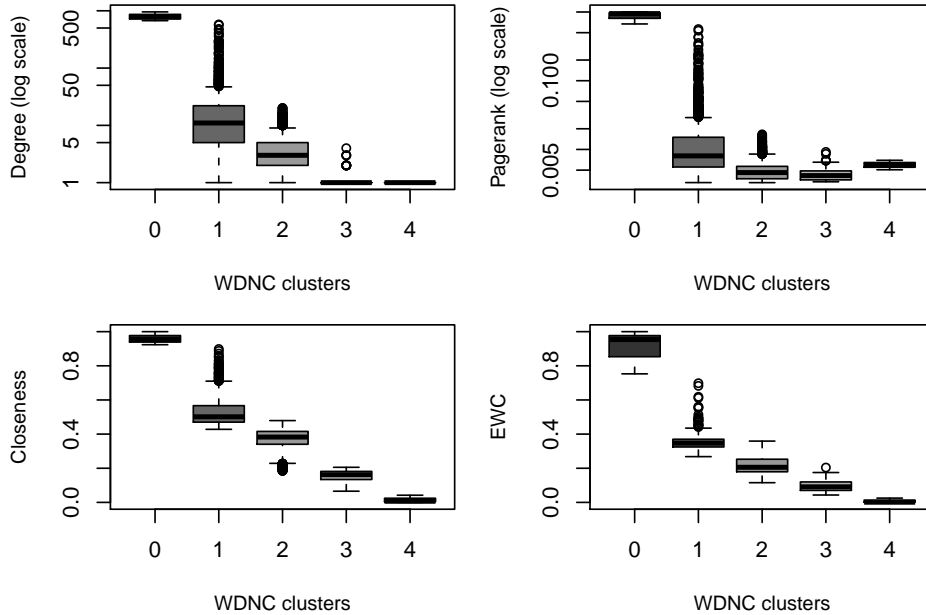 Degree (log scale)
500
50
5
1
0 1 2 3 4
WDNC clusters
Pagerank (log scale)
0.100
0.005
0 1 2 3 4
WDNC clusters
Closeness
0.8
0.4
0.0
0 1 2 3 4
WDNC clusters
EWC
0.8
0.4
0.0
0 1 2 3 4
WDNC clusters